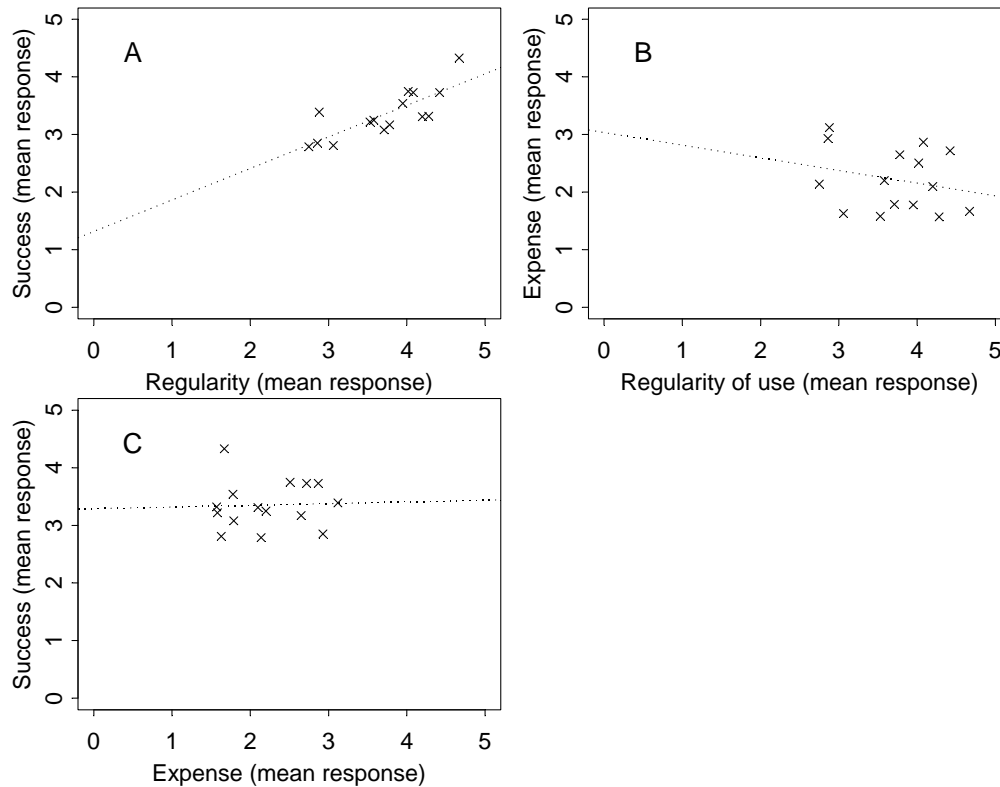 A
Success (mean response)
0 1 2 3 4 5
0 1 2 3 4 5
Regularity (mean response)
B
Expense (mean response)
0 1 2 3 4 5
0 1 2 3 4 5
Regularity of use (mean response)
C
Success (mean response)
0 1 2 3 4 5
0 1 2 3 4 5
Expense (mean response)